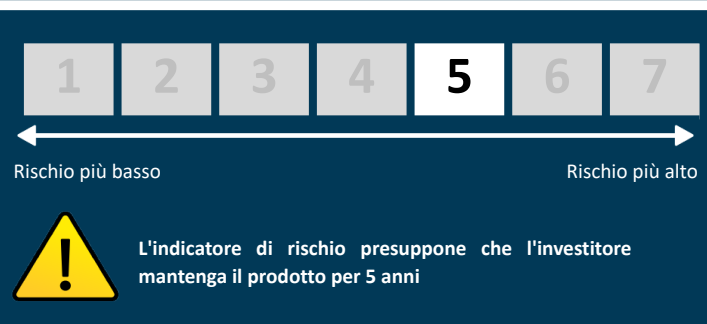 1 2 3 4 5 6 7
Rischio più basso Rischio più alto
!
L'indicatore di rischio presuppone che l'investitore
mantenga il prodotto per 5 anni